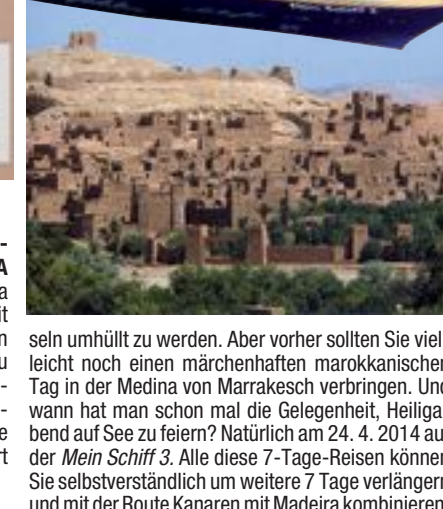 seln umhüllt zu werden. Aber vorher sollten Sie viel
leicht noch einen märchenhaften marokkanischen
Tag in der Medina von Marrakesch verbringen. Und
wann hat man schon mal die Gelegenheit, Heiliga
bend auf See zu feiern? Natürlich am 24. 4. 2014 au
der Mein Schiff 3. Alle diese 7-Tage-Reisen können
Sie selbstverständlich um weitere 7 Tage verlängern
und mit der Route Kanaren mit Madeira kombinieren